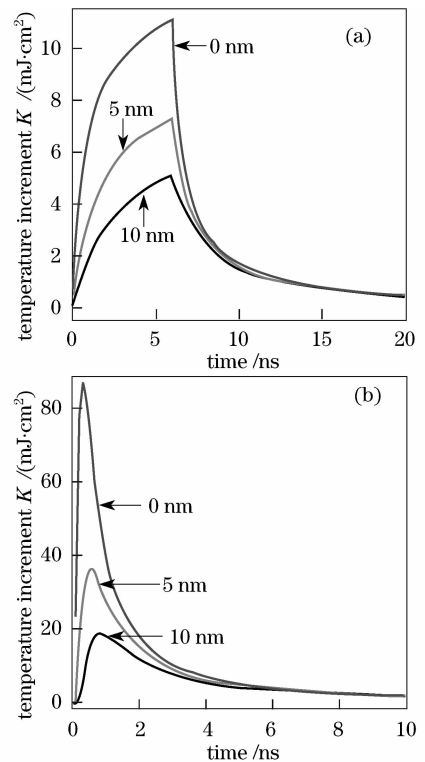 temperature increment K /(mJ·cm²)
10
8
6
4
2
0
(a)
0 nm
5 nm
10 nm
0 5 10 15 20
time /ns
temperature increment K /(mJ·cm²)
80
60
40
20
0
(b)
0 nm
5 nm
10 nm
0 2 4 6 8 10
time /ns